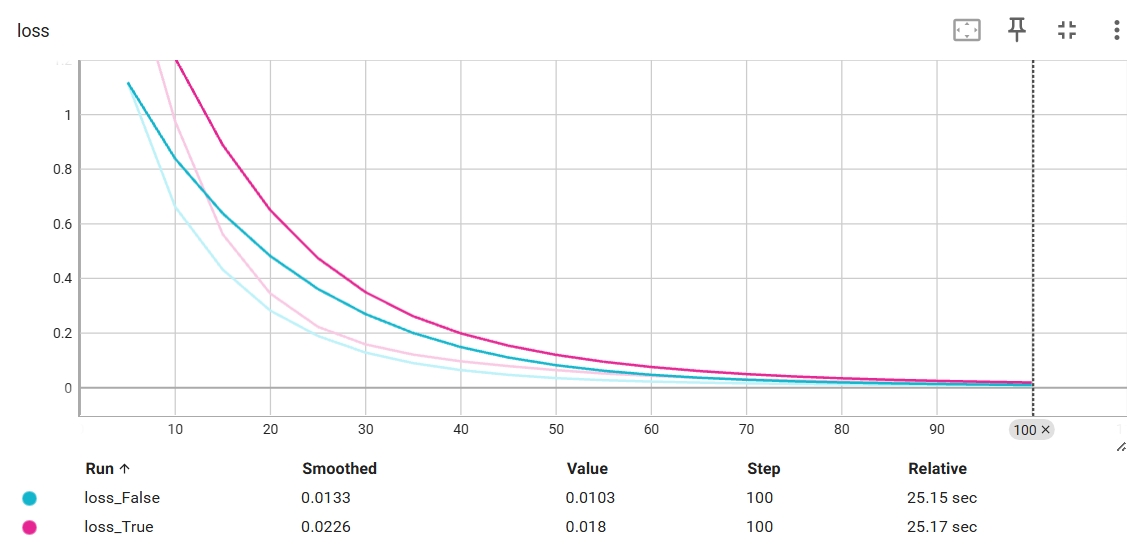 loss
1
0.8
0.6
0.4
0.2
0
10 20 30 40 50 60 70 80 90 100 ×
Run ↑ Smoothed Value Step Relative
loss_False 0.0133 0.0103 100 25.15 sec
loss_True 0.0226 0.018 100 25.17 sec